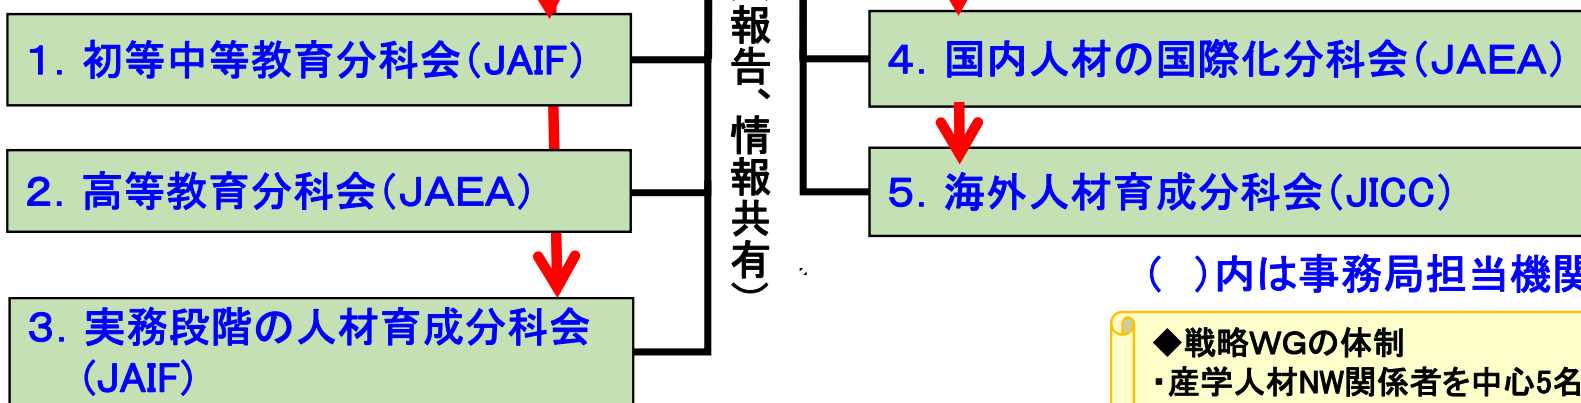 1. 初等中等教育分科会(JAIF)
2. 高等教育分科会(JAEA)
3. 実務段階の人材育成分科会
(JAIF)
報告、情報共有)
4. 国内人材の国際化分科会(JAEA)
5. 海外人材育成分科会(JICC)
( )内は事務局担当機関
◆戦略WGの体制
・産学人材NW関係者を中心5名